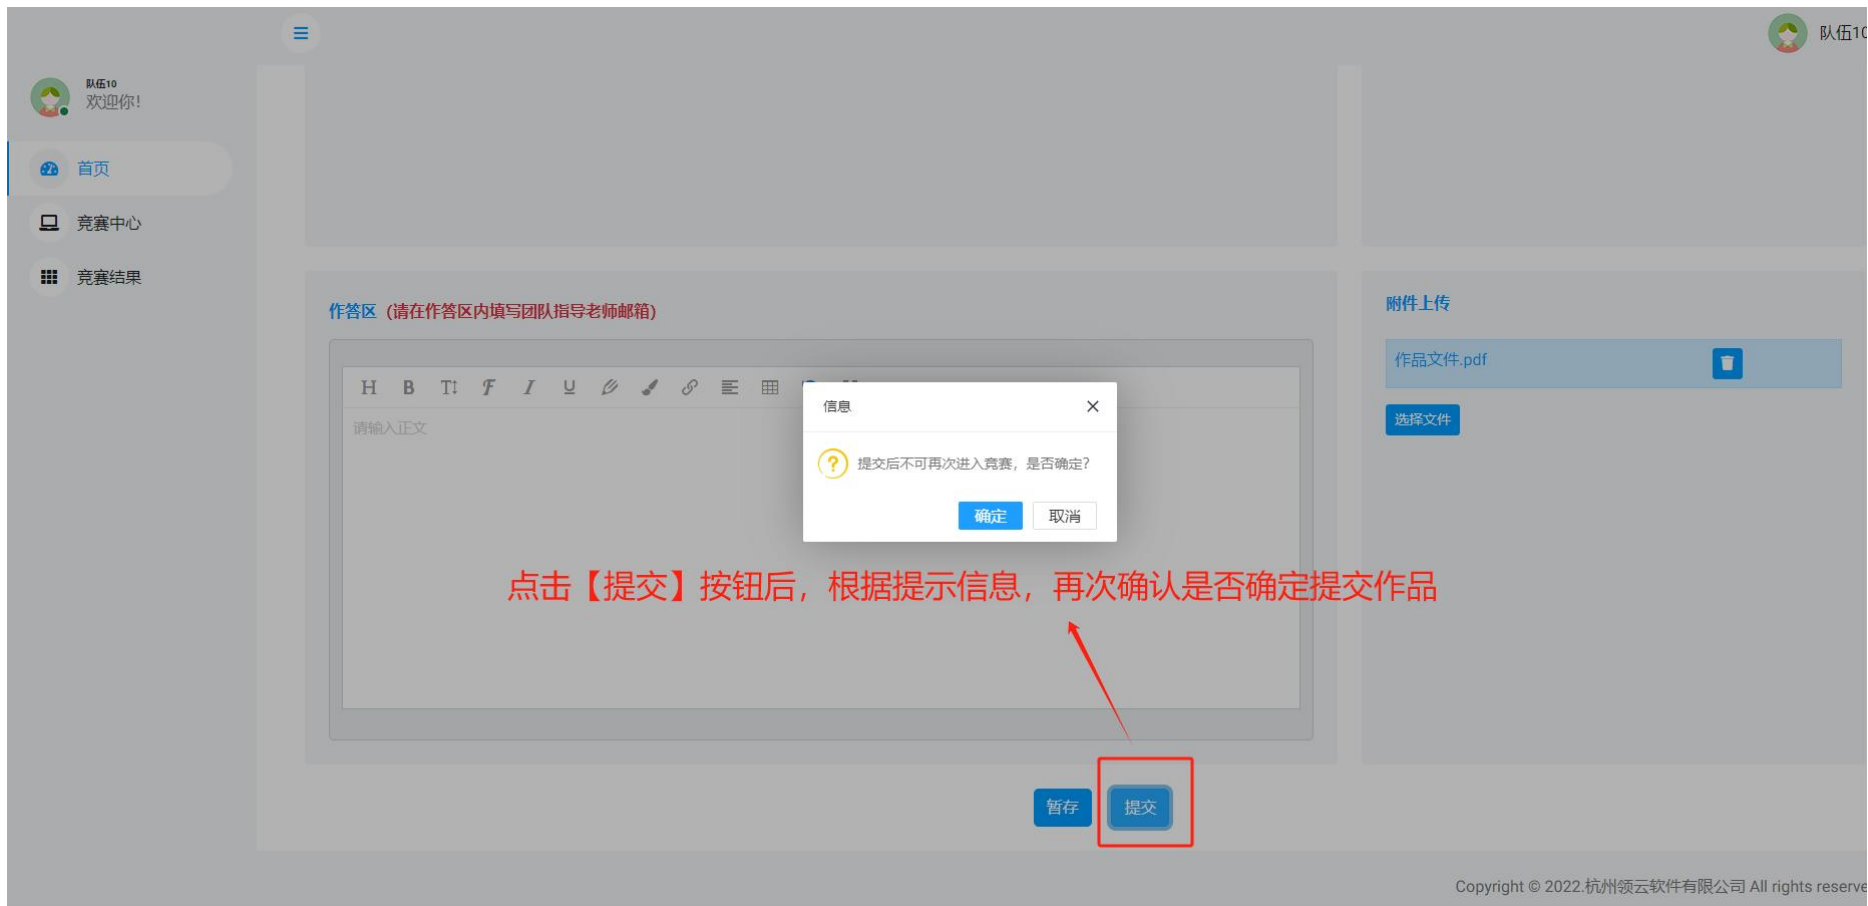 队伍10
队伍10
欢迎你!
首页
竞赛中心
竞赛结果
作答区 (请在作答区内填写团队指导老师邮箱)
请输入正文
附件上传
作品文件.pdf
选择文件
信息
提交后不可再次进入竞赛，是否确定?
确定 取消
点击【提交】按钮后，根据提示信息，再次确认是否确定提交作品
暂存 提交
Copyright © 2022.杭州领云软件有限公司 All rights reserve